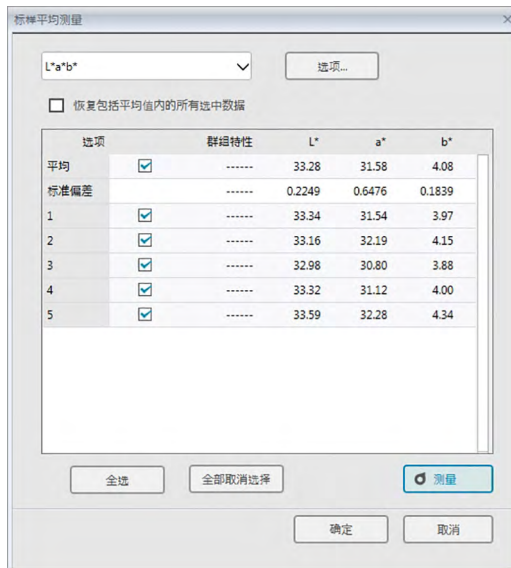 标样平均测量
L*a*b* 选项...
恢复包括平均值内的所有选中数据
选项 群组特性 L* a* b*
平均 ------ 33.28 31.58 4.08
标准偏差 ------ 0.2249 0.6476 0.1839
1 ------ 33.34 31.54 3.97
2 ------ 33.16 32.19 4.15
3 ------ 32.98 30.80 3.88
4 ------ 33.32 31.12 4.00
5 ------ 33.59 32.28 4.34
全选 全部取消选择 测量
确定 取消